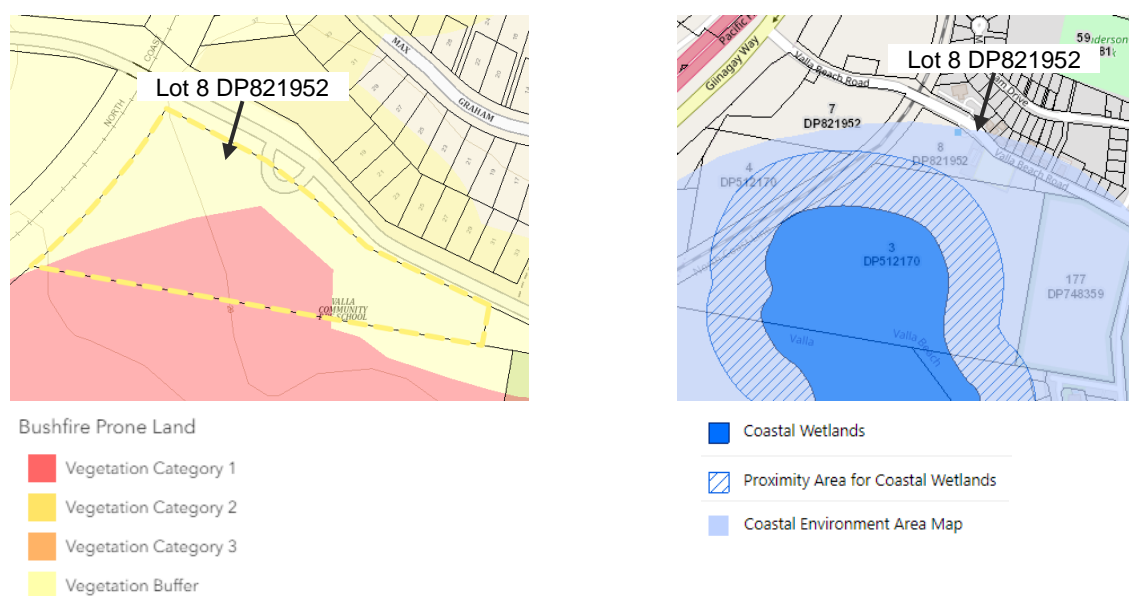 COAST
NORTH
MAX
GRAHAM
Lot 8 DP821952
VALLA
COMMUNITY
SCHOOL
Bushfire Prone Land
Vegetation Category 1
Vegetation Category 2
Vegetation Category 3
Vegetation Buffer
Pacific
Giinagay Way
Valla Beach Road
Lot 8 DP821952
59
7
DP821952
8
DP821952
4
DP512170
Valla Beach Road
3
DP512170
177
DP748359
Valla
Valla Beach
Coastal Wetlands
Proximity Area for Coastal Wetlands
Coastal Environment Area Map